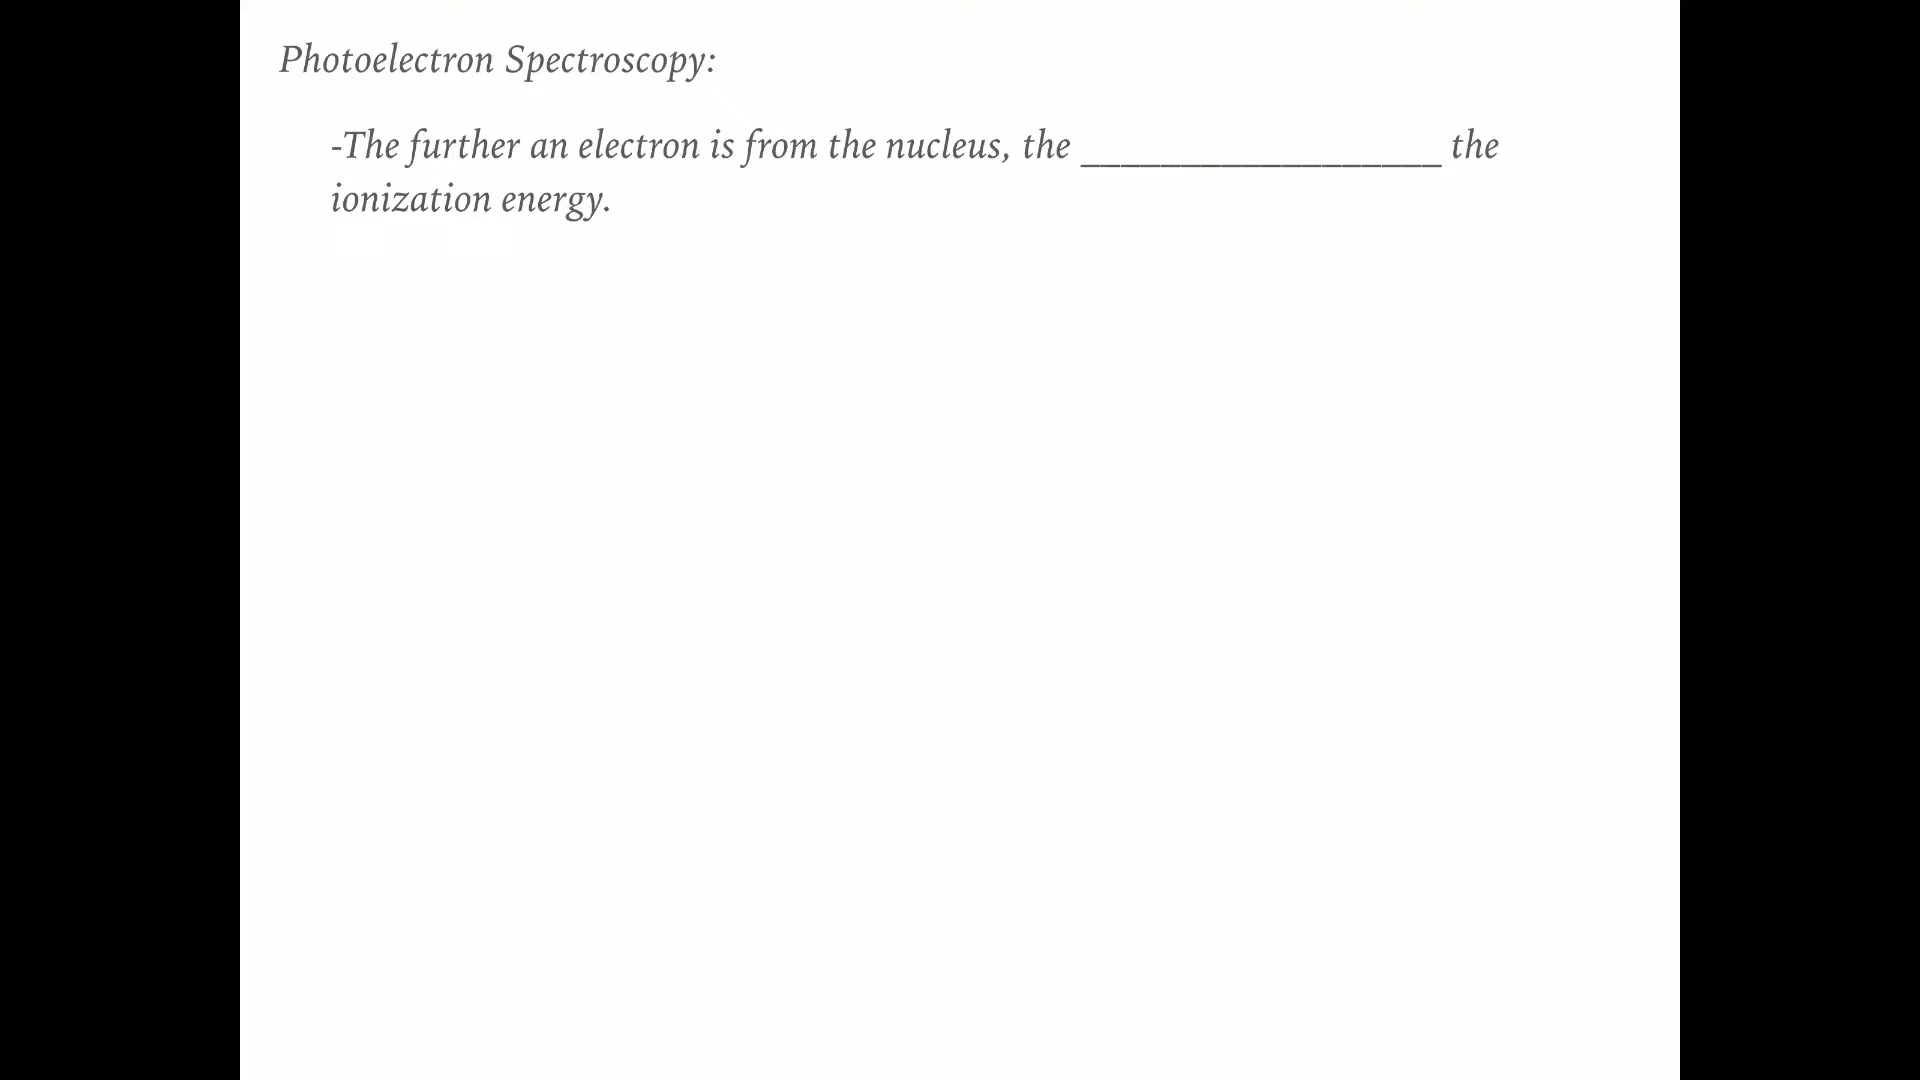 Photoelectron Spectroscopy:
-The further an electron is from the nucleus, the __________________ the
ionization energy.